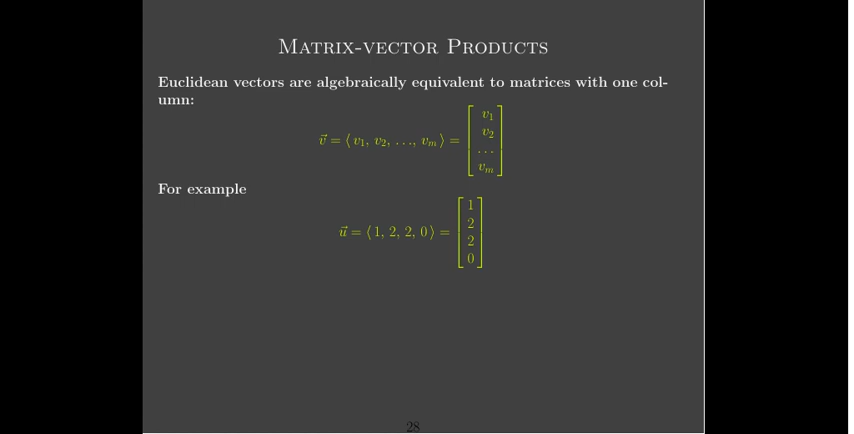 Matrix-vector Products
Euclidean vectors are algebraically equivalent to matrices with one col-
umn:
v⃗ = ⟨ v₁, v₂, . . ., vₘ ⟩ = [ v₁
v₂
. . .
vₘ ]
For example
u⃗ = ⟨ 1, 2, 2, 0 ⟩ = [ 1
2
2
0 ]
28